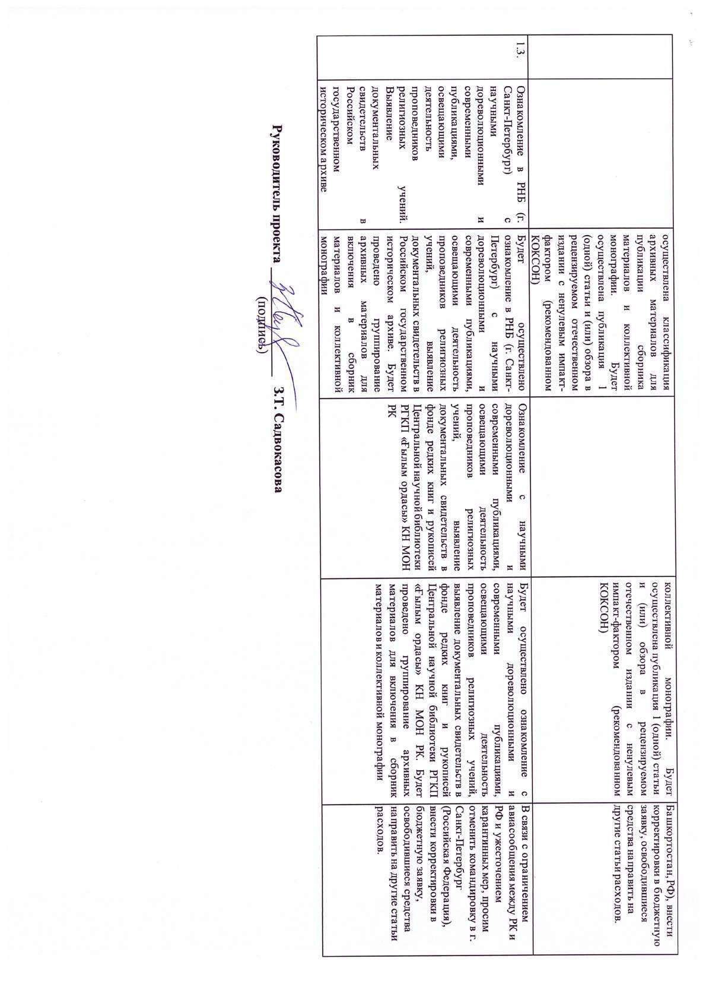 осуществлена классификация
архивных материалов для
публикации сборника
материалов и коллективной
монографии. Будет
осуществлена публикация 1
(одной) статьи и (или) обзора в
рецензируемом отечественном
издании с ненулевым импакт-
фактором (рекомендованном
КОКСОН)
коллективной монографии. Будет
осуществлена публикация 1 (одной) статьи
и (или) обзора в рецензируемом
отечественном издании с ненулевым
импакт-фактором (рекомендованном
КОКСОН)
Башкортостан, РФ), внести
корректировки в бюджетную
заявку, освободившиеся
средства направить на
другие статьи расходов.
1.3.
Ознакомление в РНБ (г.
Санкт-Петербург) с
научными
дореволюционными и
современными
публикациями,
освещающими
деятельность
проповедников
религиозных учений.
Выявление
документальных
свидетельств в
Российском
государственном
историческом архиве
Будет осуществлено
ознакомление в РНБ (г. Санкт-
Петербург) с научными
дореволюционными и
современными публикациями,
освещающими деятельность
проповедников религиозных
учений, выявление
документальных свидетельств в
Российском государственном
историческом архиве. Будет
проведено группирование
архивных материалов для
включения в сборник
материалов и коллективной
монографии
Ознакомление с научными
дореволюционными и
современными публикациями,
освещающими деятельность
проповедников религиозных
учений, выявление
документальных свидетельств в
фонде редких книг и рукописей
Центральной научной библиотеки
РГКП «Ғылым ордасы» КН МОН
РК
Будет осуществлено ознакомление с
научными дореволюционными и
современными публикациями,
освещающими деятельность
проповедников религиозных учений,
выявление документальных свидетельств в
фонде редких книг и рукописей
Центральной научной библиотеки РГКП
«Ғылым ордасы» КН МОН РК. Будет
проведено группирование архивных
материалов для включения в сборник
материалов и коллективной монографии
В связи с ограничением
авиасообщения между РК и
РФ и ужесточением
карантинных мер, просим
отменить командировку в г.
Санкт-Петербург
(Российская Федерация),
внести корректировки в
бюджетную заявку,
освободившиеся средства
направить на другие статьи
расходов.
Руководитель проекта З.Т. Садвокасова
(подпись)